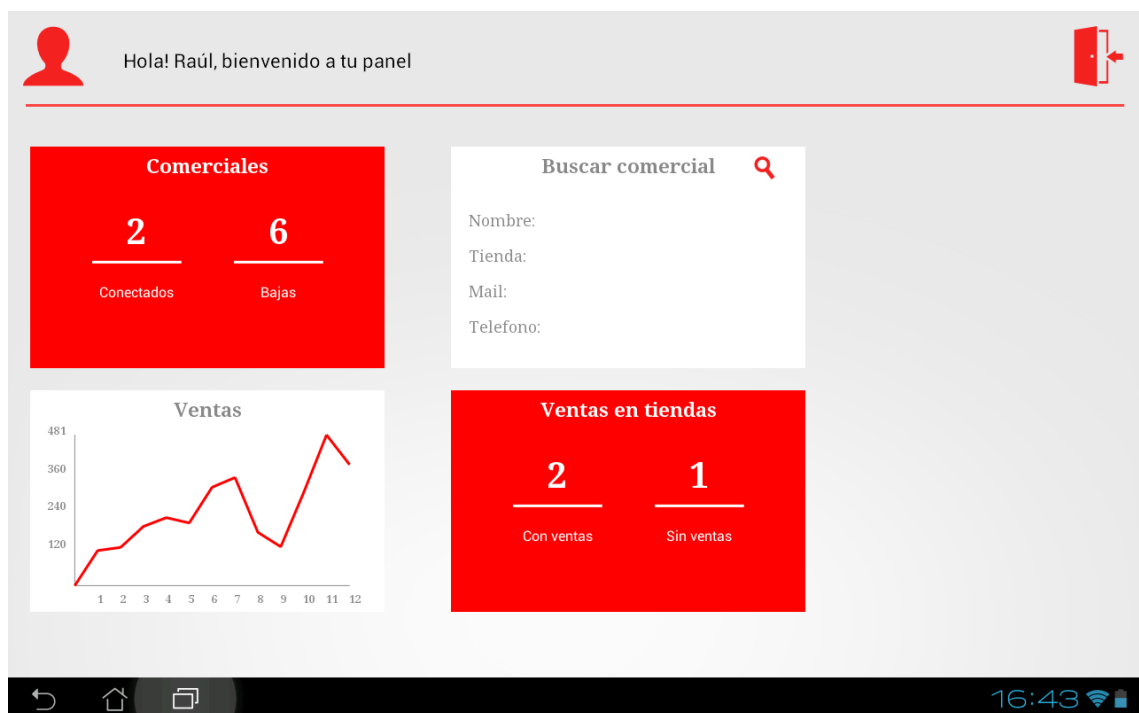 Hola! Raúl, bienvenido a tu panel
Comerciales
2 6
Conectados Bajas
Buscar comercial
Nombre:
Tienda:
Mail:
Telefono:
Ventas
481
360
240
120
1 2 3 4 5 6 7 8 9 10 11 12
Ventas en tiendas
2 1
Con ventas Sin ventas
16:43